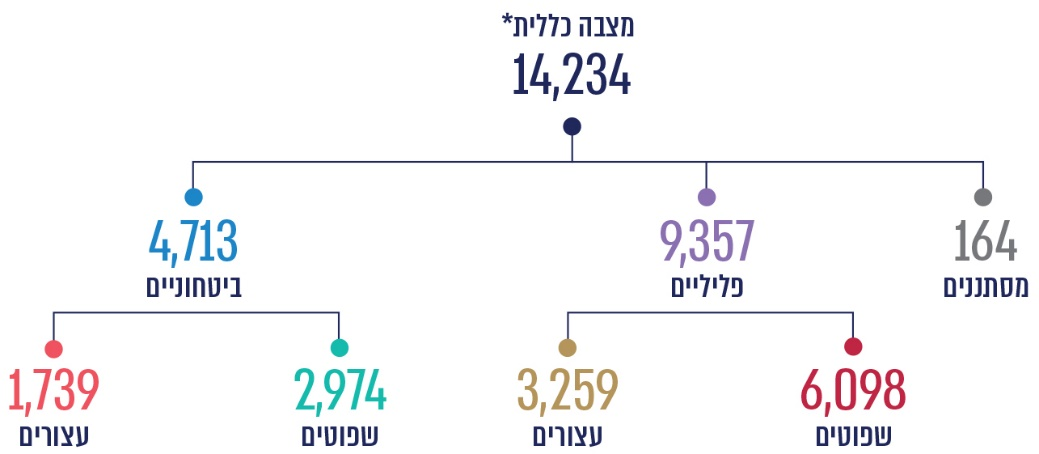 מצבה כללית*
14,234
164
מסתננים
9,357
פליליים
4,713
ביטחוניים
6,098
שפוטים
3,259
עצורים
2,974
שפוטים
1,739
עצורים